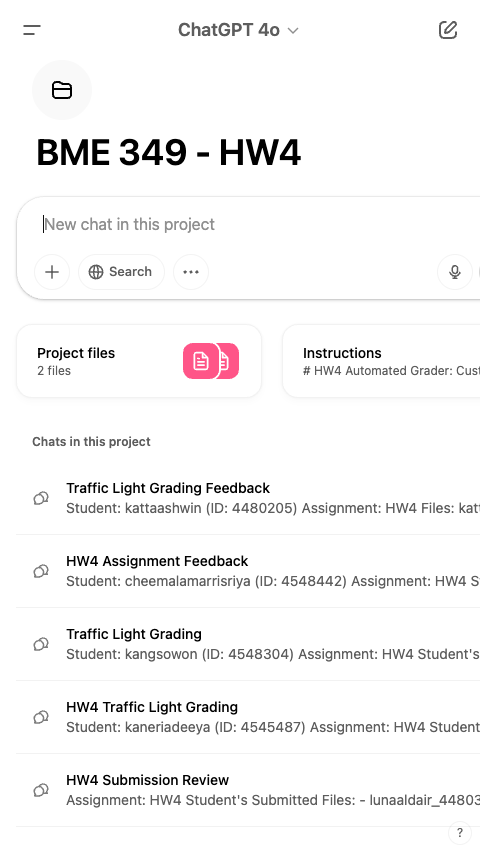 ChatGPT 4o
BME 349 - HW4
New chat in this project
Search
Project files
2 files
Instructions
# HW4 Automated Grader: Cust
Chats in this project
Traffic Light Grading Feedback
Student: kattaashwin (ID: 4480205) Assignment: HW4 Files: katt
HW4 Assignment Feedback
Student: cheemalamarrisriya (ID: 4548442) Assignment: HW4 S
Traffic Light Grading
Student: kangsowon (ID: 4548304) Assignment: HW4 Student's
HW4 Traffic Light Grading
Student: kaneriadeeya (ID: 4545487) Assignment: HW4 Student
HW4 Submission Review
Assignment: HW4 Student's Submitted Files: - lunaaldair_44803
?